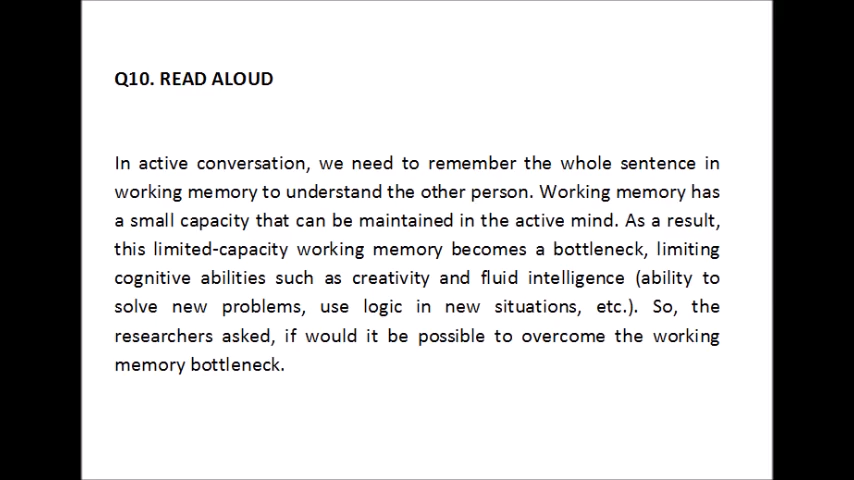 Q10. READ ALOUD
In active conversation, we need to remember the whole sentence in
working memory to understand the other person. Working memory has
a small capacity that can be maintained in the active mind. As a result,
this limited-capacity working memory becomes a bottleneck, limiting
cognitive abilities such as creativity and fluid intelligence (ability to
solve new problems, use logic in new situations, etc.). So, the
researchers asked, if would it be possible to overcome the working
memory bottleneck.